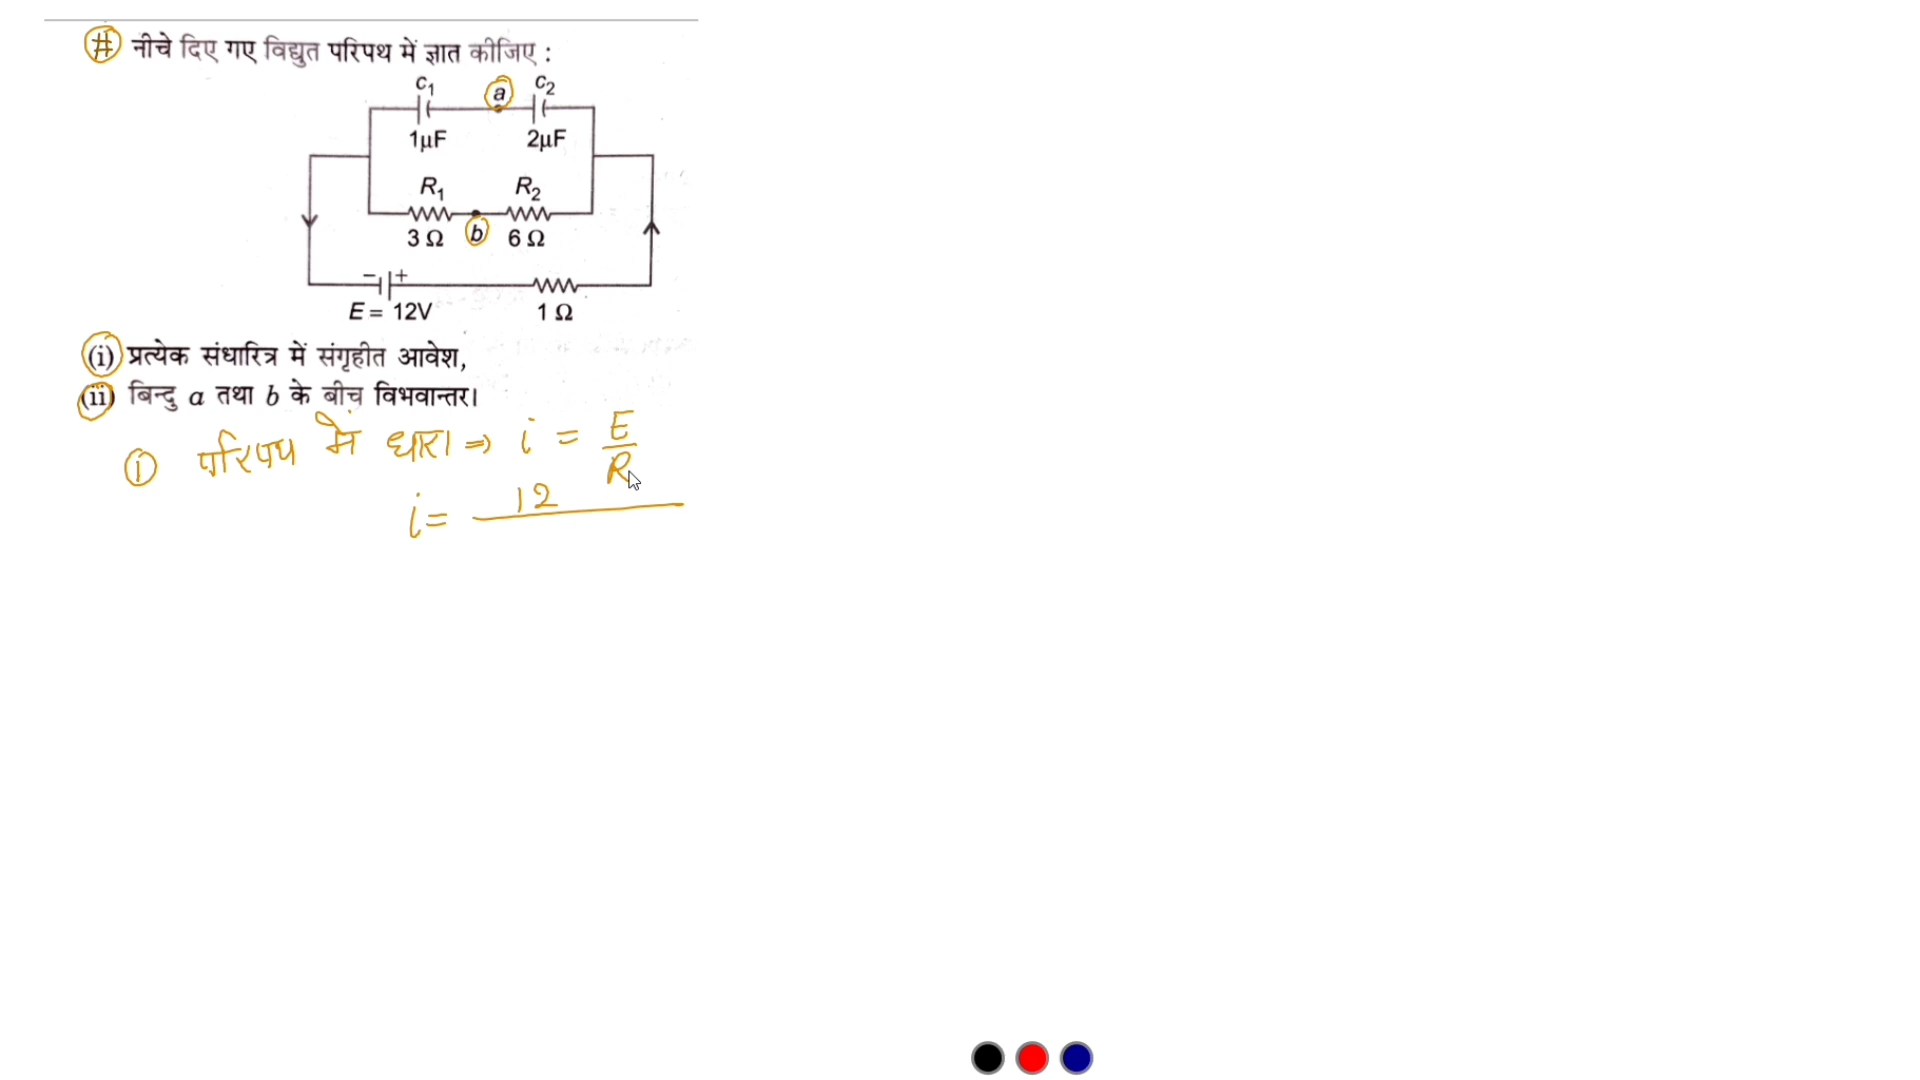 # नीचे दिए गए विद्युत परिपथ में ज्ञात कीजिए :
C1 a C2
1μF 2μF
R1 R2
3 Ω b 6 Ω
- +
E = 12V 1 Ω
(i) प्रत्येक संधारित्र में संगृहीत आवेश,
(ii) बिन्दु a तथा b के बीच विभवान्तर।
① परिपथ में धारा ⇒ i = E/R
i = 12